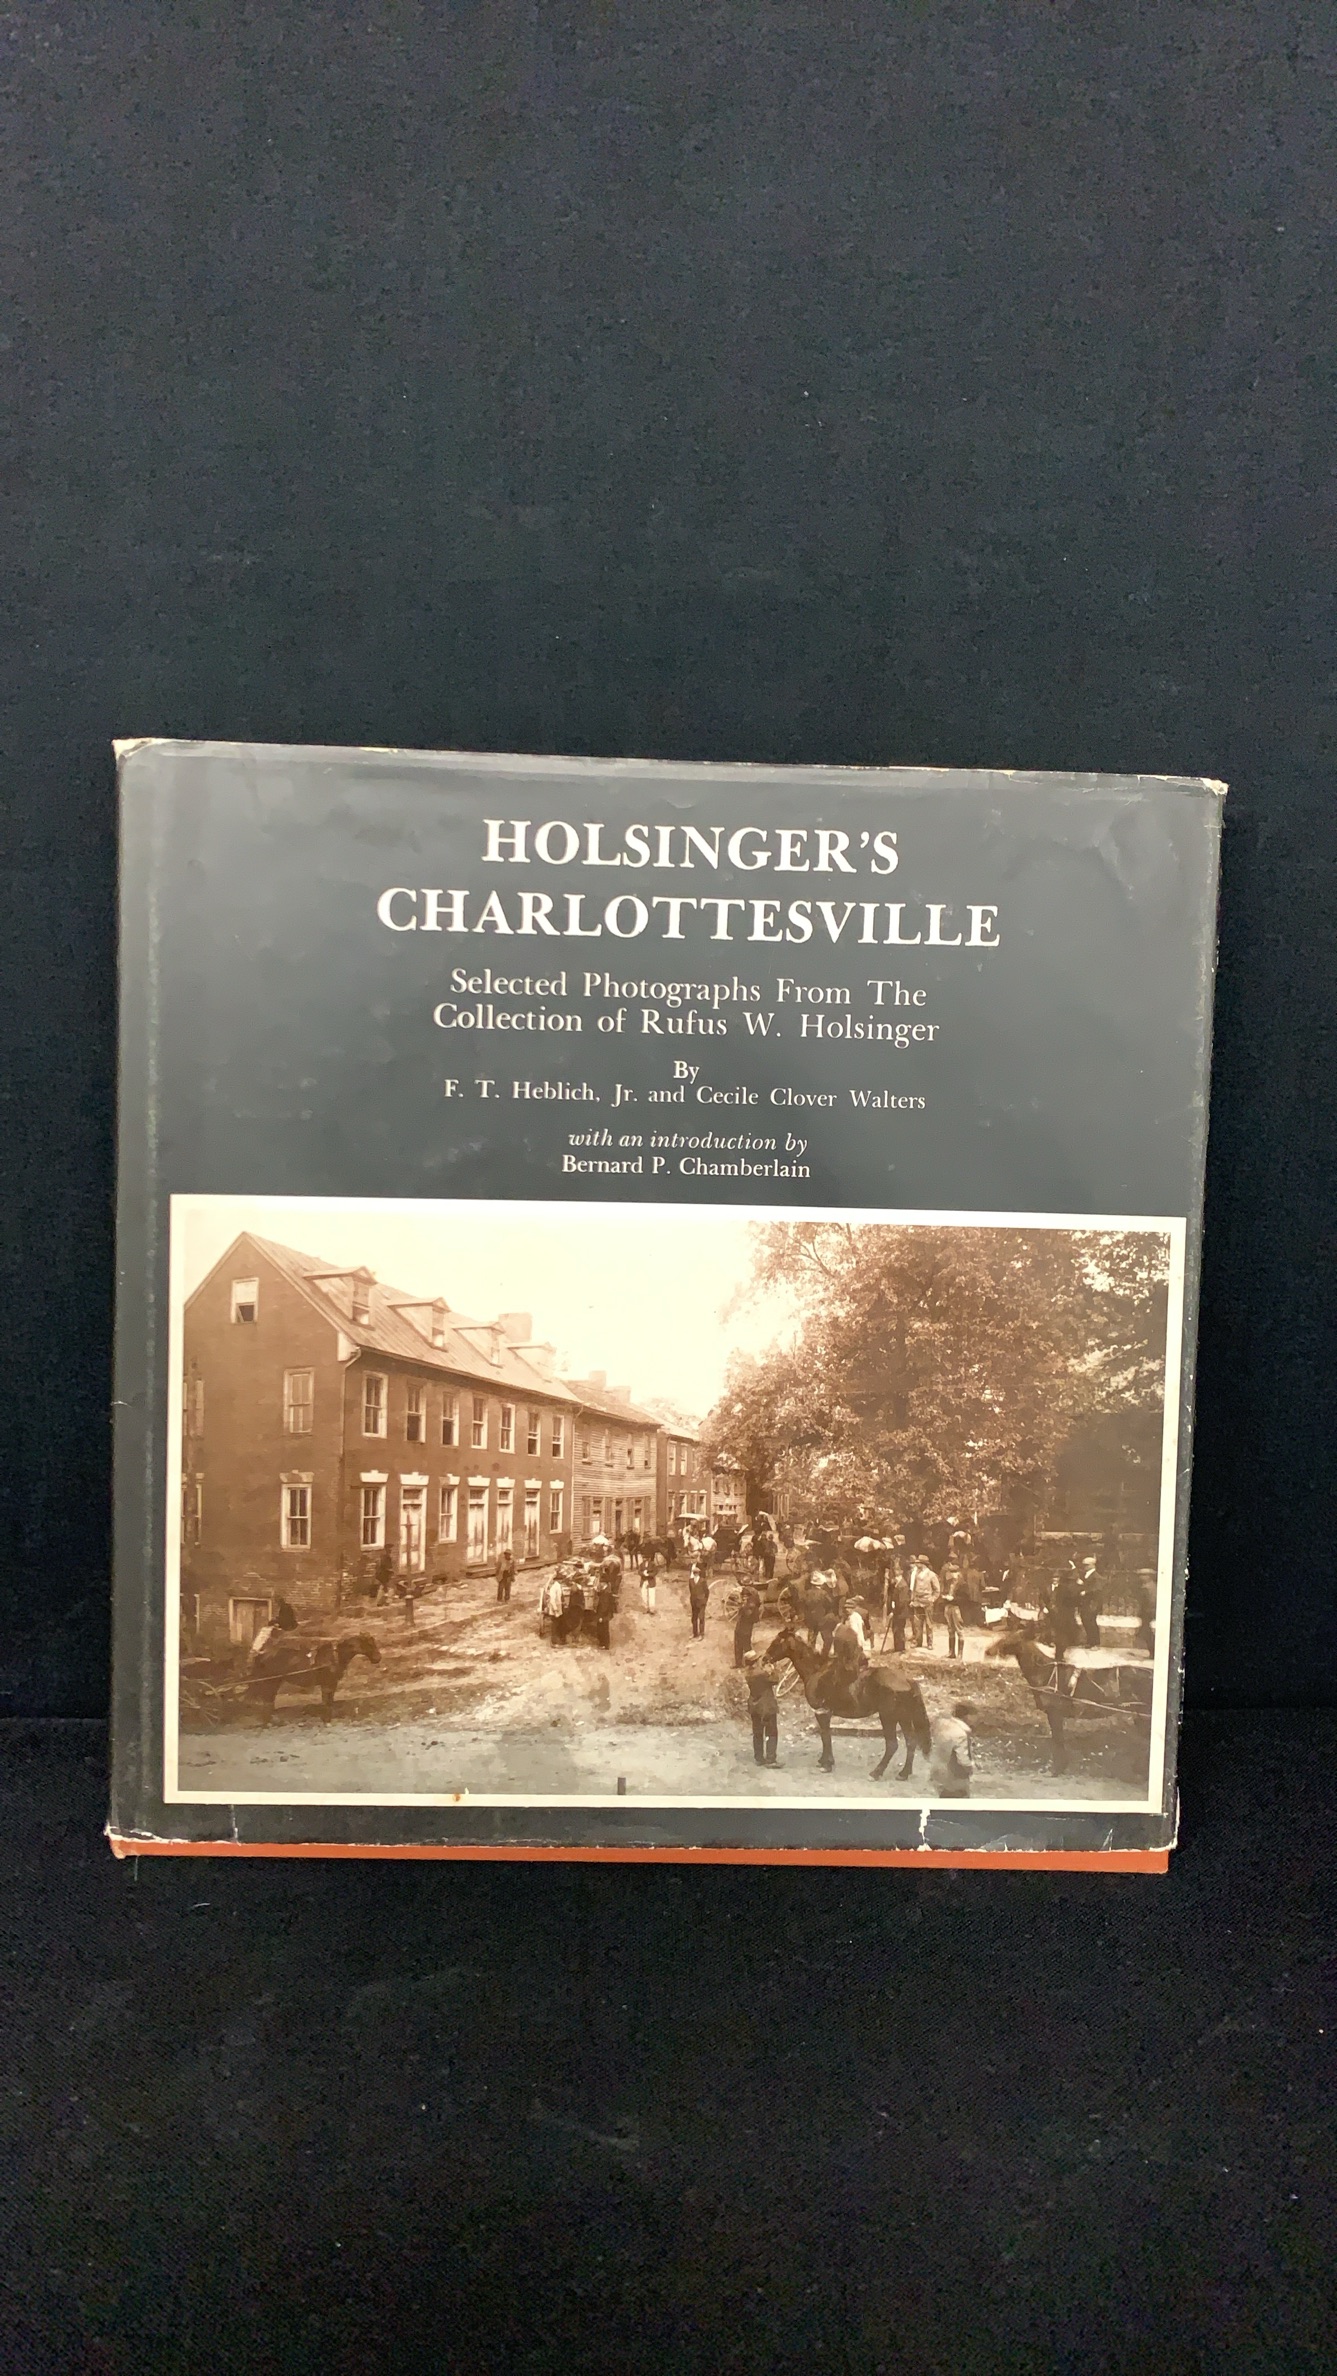 HOLSINGER'S
CHARLOTTESVILLE
Selected Photographs From The
Collection of Rufus W. Holsinger
By
F. T. Heblich, Jr. and Cecile Clover Walters
with an introduction by
Bernard P. Chamberlain